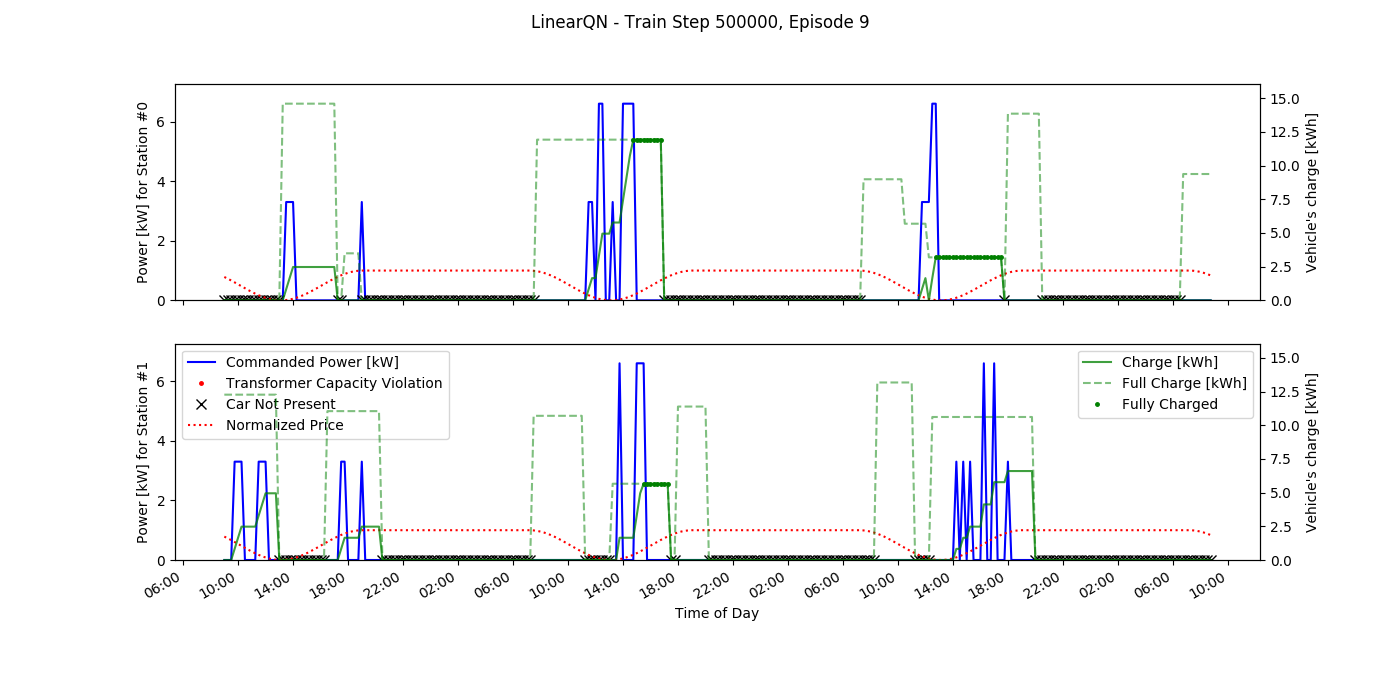 LinearQN - Train Step 500000, Episode 9
Power [kW] for Station #0
6
4
2
0
15.0
12.5
10.0
7.5
5.0
2.5
0.0
Vehicle's charge [kWh]
Power [kW] for Station #1
6
4
2
0
Commanded Power [kW]
Transformer Capacity Violation
Car Not Present
Normalized Price
Charge [kWh]
Full Charge [kWh]
Fully Charged
15.0
12.5
10.0
7.5
5.0
2.5
0.0
Vehicle's charge [kWh]
06:00 10:00 14:00 18:00 22:00 02:00 06:00 10:00 14:00 18:00 22:00 02:00 06:00 10:00 14:00 18:00 22:00 02:00 06:00 10:00
Time of Day